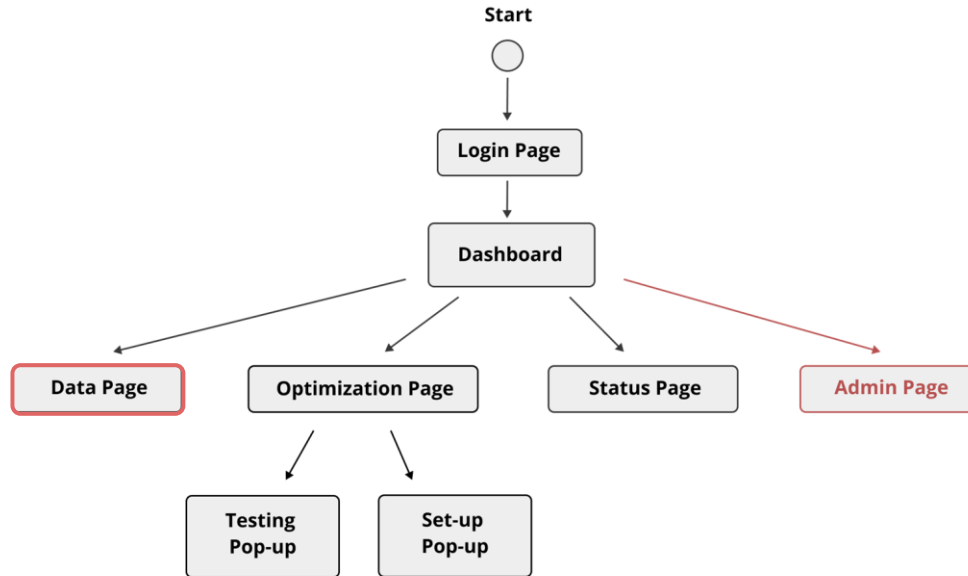 Start
Login Page
Dashboard
Data Page
Optimization Page
Status Page
Admin Page
Testing
Pop-up
Set-up
Pop-up